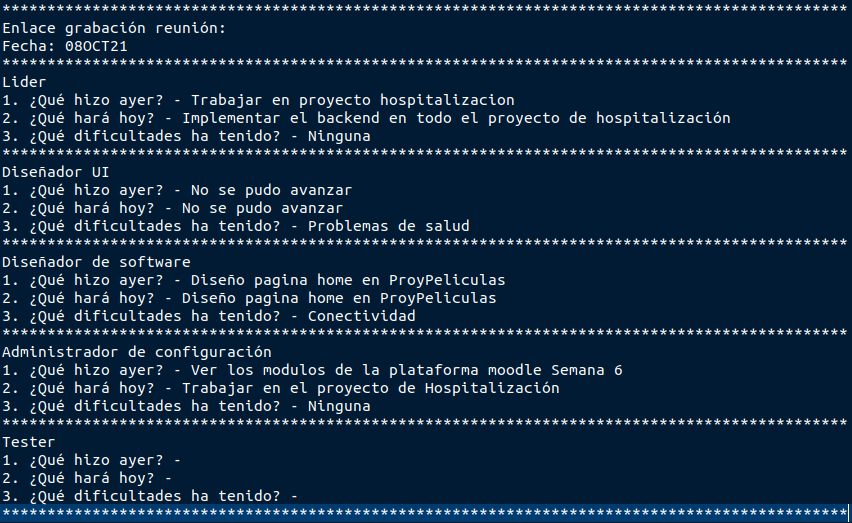 **********************************************************************************************
Enlace grabación reunión:
Fecha: 08OCT21
**********************************************************************************************
Lider
1. ¿Qué hizo ayer? - Trabajar en proyecto hospitalizacion
2. ¿Qué hará hoy? - Implementar el backend en todo el proyecto de hospitalización
3. ¿Qué dificultades ha tenido? - Ninguna
**********************************************************************************************
Diseñador UI
1. ¿Qué hizo ayer? - No se pudo avanzar
2. ¿Qué hará hoy? - No se pudo avanzar
3. ¿Qué dificultades ha tenido? - Problemas de salud
**********************************************************************************************
Diseñador de software
1. ¿Qué hizo ayer? - Diseño pagina home en ProyPeliculas
2. ¿Qué hará hoy? - Diseño pagina home en ProyPeliculas
3. ¿Qué dificultades ha tenido? - Conectividad
**********************************************************************************************
Administrador de configuración
1. ¿Qué hizo ayer? - Ver los modulos de la plataforma moodle Semana 6
2. ¿Qué hará hoy? - Trabajar en el proyecto de Hospitalización
3. ¿Qué dificultades ha tenido? - Ninguna
**********************************************************************************************
Tester
1. ¿Qué hizo ayer? -
2. ¿Qué hará hoy? -
3. ¿Qué dificultades ha tenido? -
**********************************************************************************************